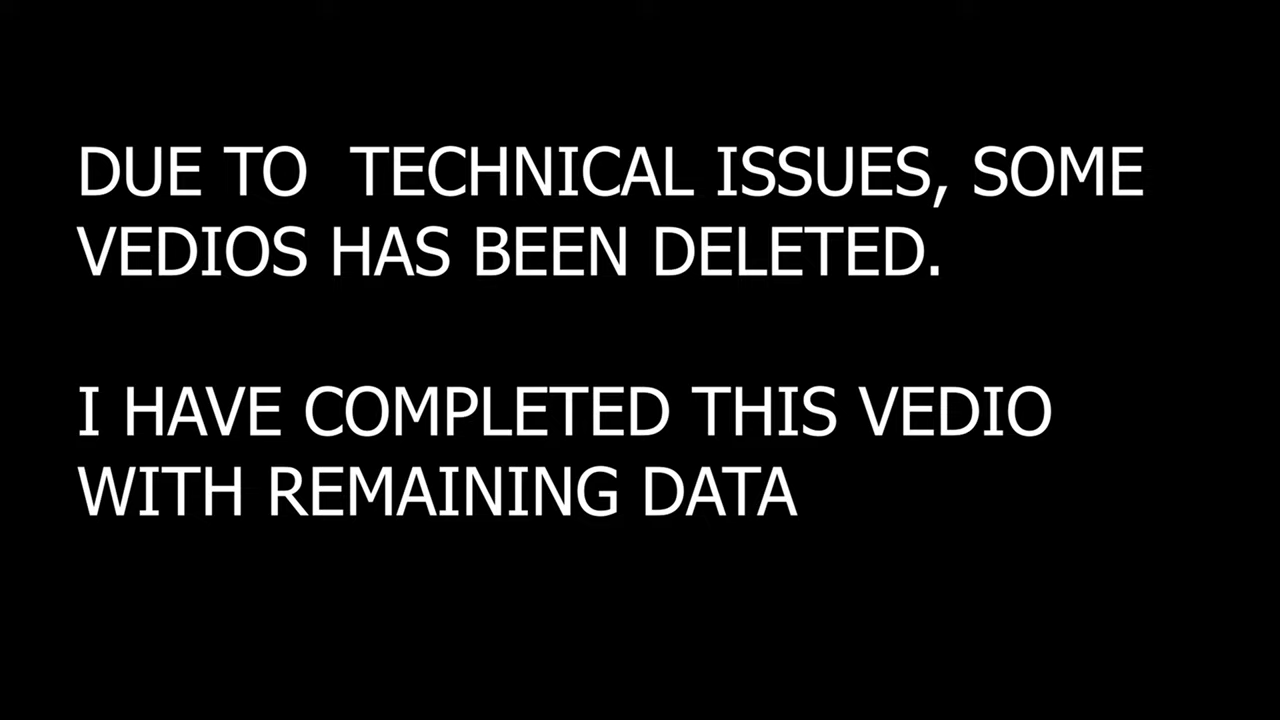 DUE TO  TECHNICAL ISSUES, SOME
VEDIOS HAS BEEN DELETED.
I HAVE COMPLETED THIS VEDIO
WITH REMAINING DATA